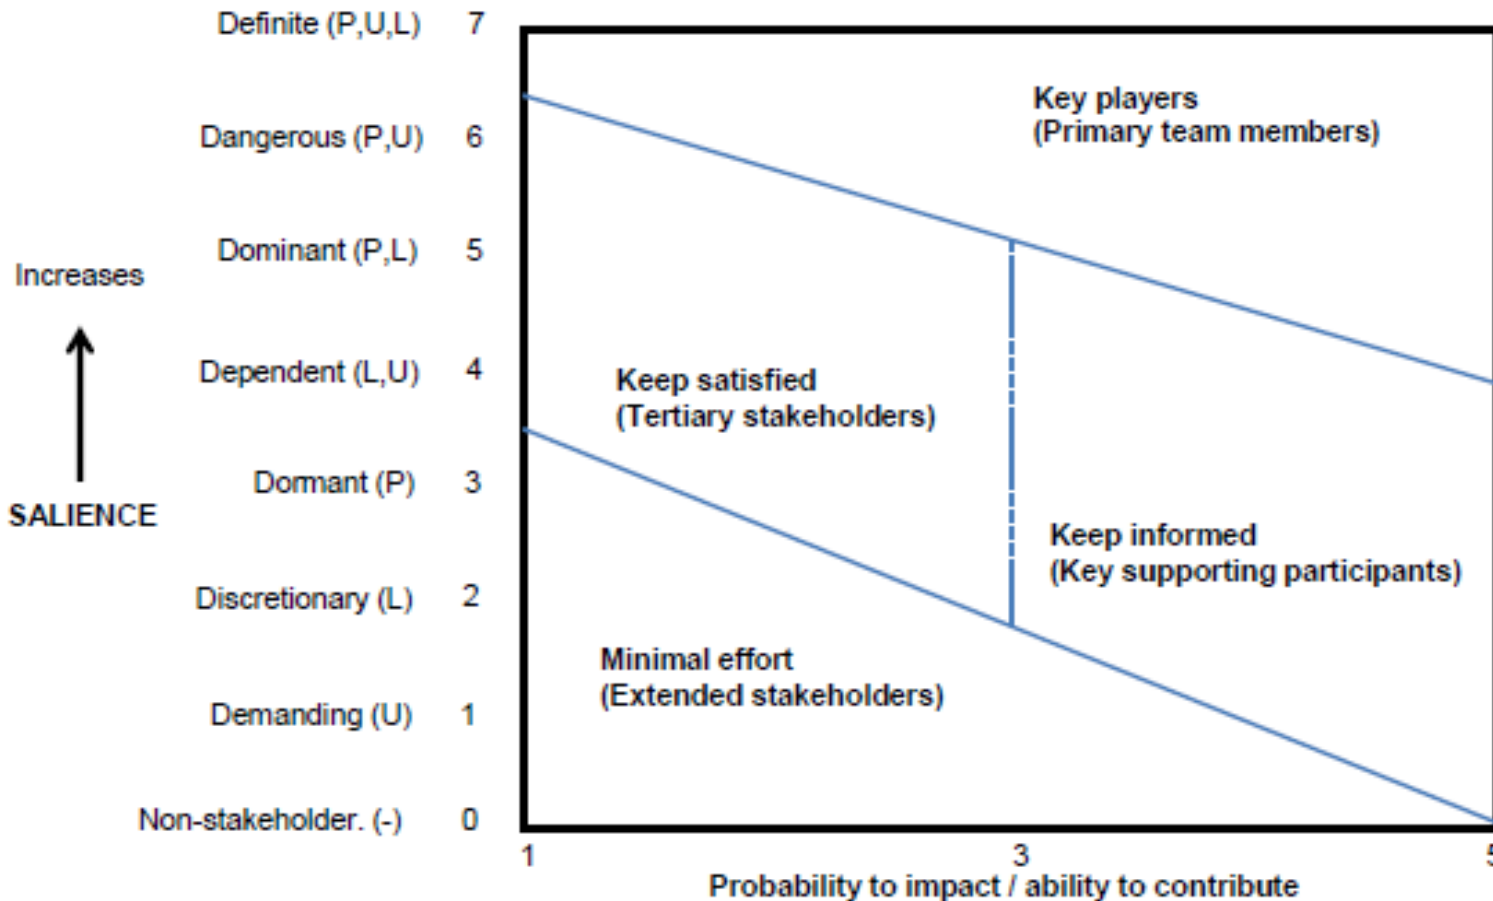 Definite (P,U,L) 7
Key players
(Primary team members)
Dangerous (P,U) 6
Dominant (P,L) 5
Increases
Dependent (L,U) 4
Keep satisfied
(Tertiary stakeholders)
Dormant (P) 3
SALIENCE
Keep informed
(Key supporting participants)
Discretionary (L) 2
Minimal effort
(Extended stakeholders)
Demanding (U) 1
Non-stakeholder. (-) 0
1 3 5
Probability to impact / ability to contribute